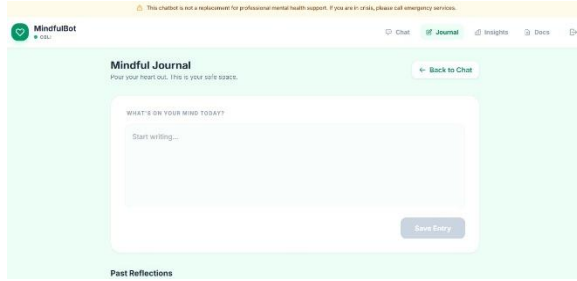 This chatbot is not a replacement for professional mental health support. If you are in crisis, please call emergency services.
MindfulBot
Chat
Journal
Insights
Docs
Mindful Journal
Pour your heart out. This is your safe space.
← Back to Chat
WHAT'S ON YOUR MIND TODAY?
Start writing...
Save Entry
Past Reflections